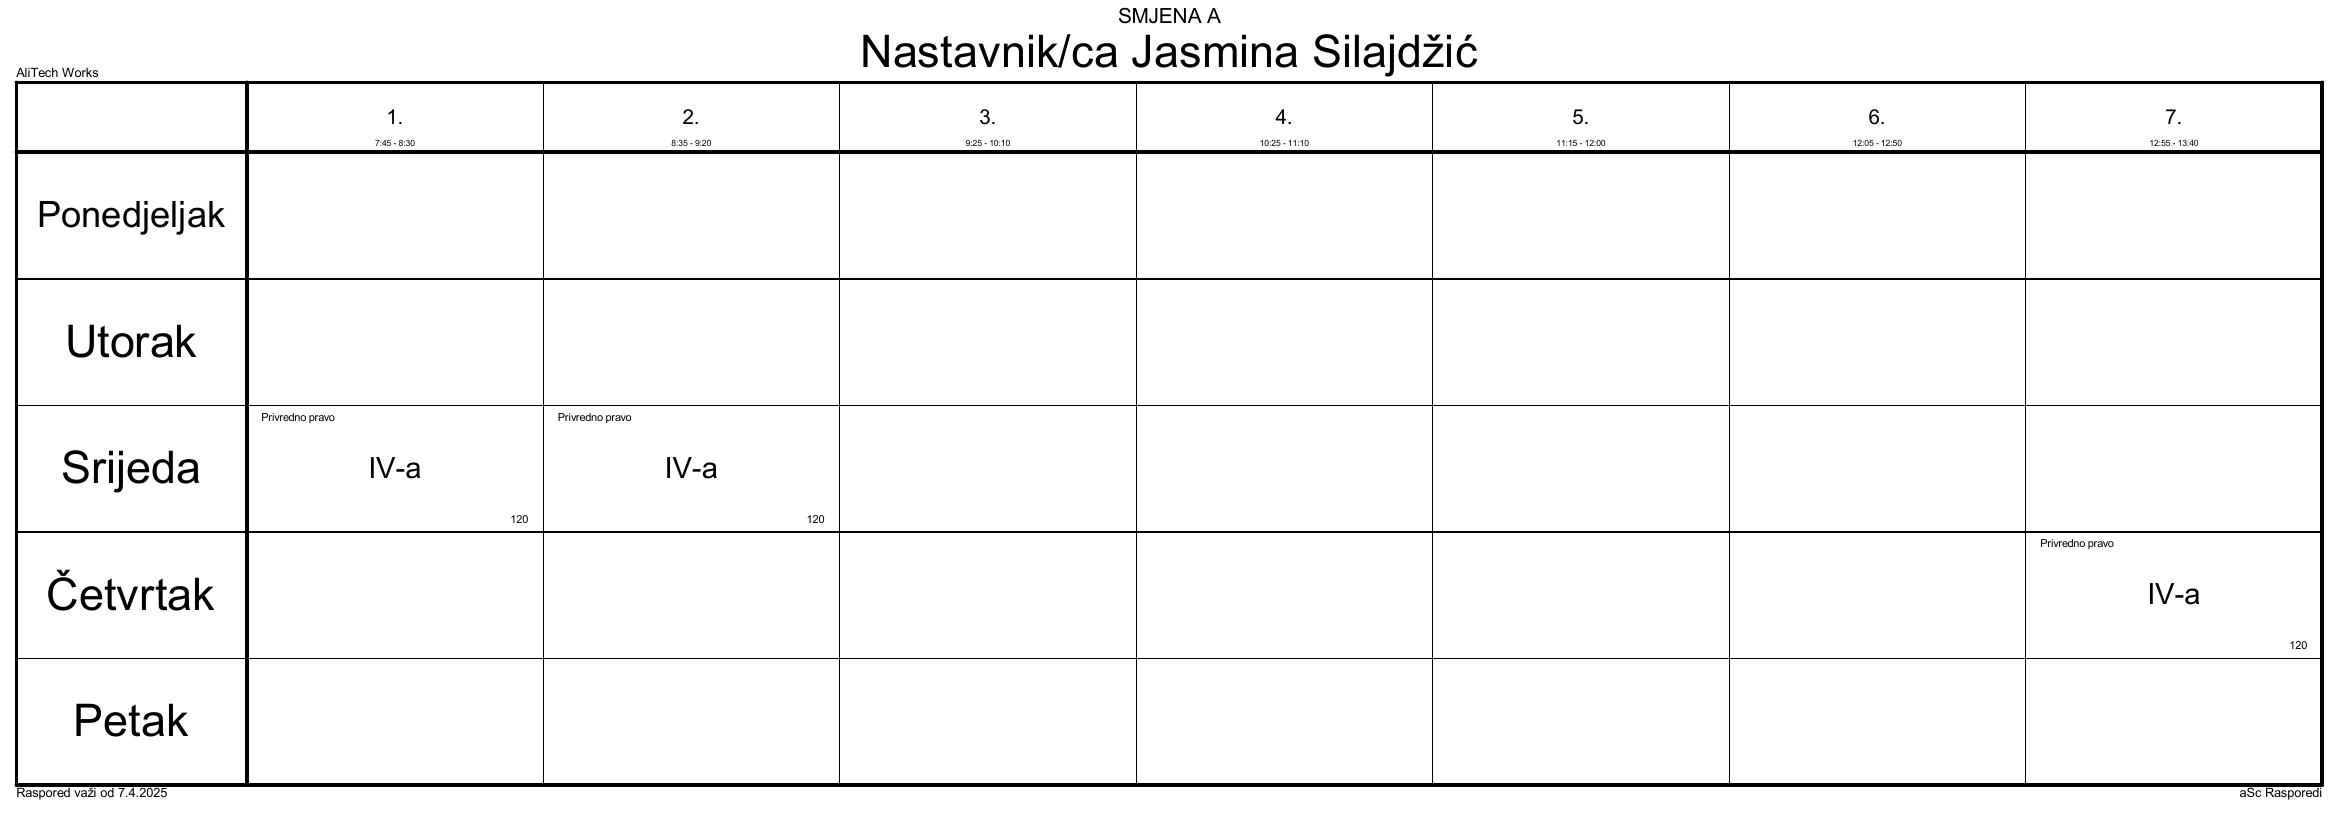 SMJENA A
Nastavnik/ca Jasmina Silajdžić
AliTech Works
1. 2. 3. 4. 5. 6. 7.
7:45 - 8:30 8:35 - 9:20 9:25 - 10:10 10:25 - 11:10 11:15 - 12:00 12:05 - 12:50 12:55 - 13:40
Ponedjeljak
Utorak
Privredno pravo Privredno pravo
Srijeda IV-a IV-a
120 120
Privredno pravo
Četvrtak IV-a
120
Petak
Raspored važi od 7.4.2025 aSc Rasporedi